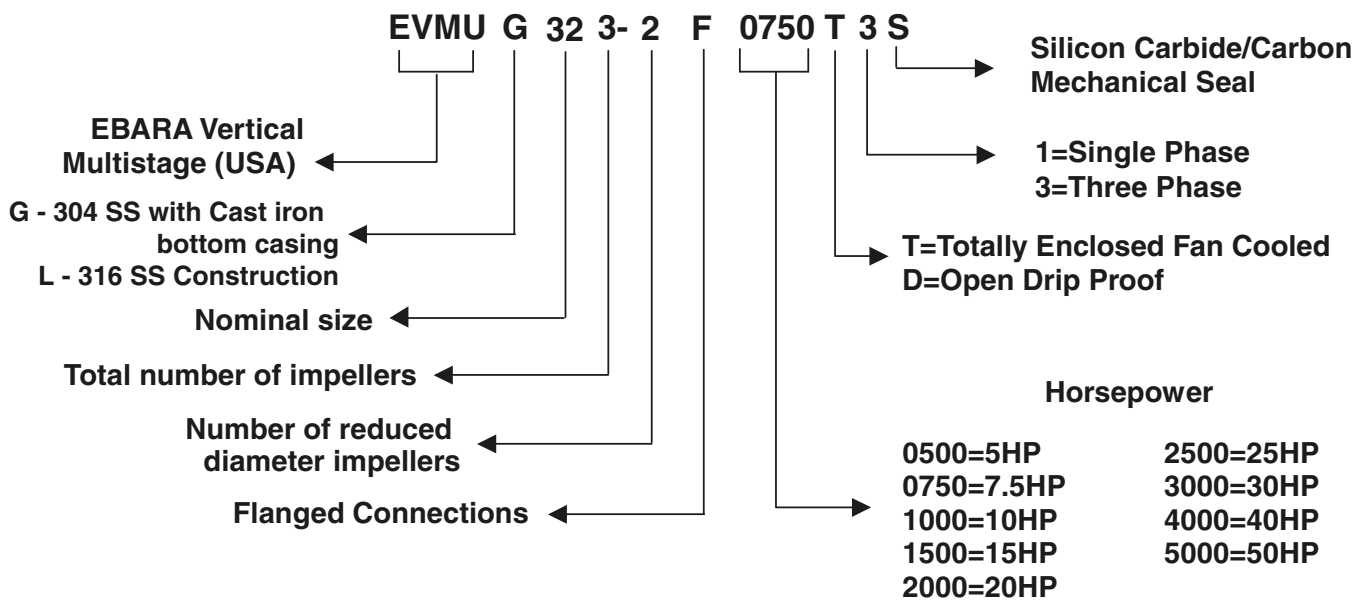 EVMU G 32 3- 2 F 0750 T 3 S
Silicon Carbide/Carbon
Mechanical Seal
EBARA Vertical
Multistage (USA)
1=Single Phase
3=Three Phase
G - 304 SS with Cast iron
bottom casing
L - 316 SS Construction
T=Totally Enclosed Fan Cooled
D=Open Drip Proof
Nominal size
Total number of impellers
Number of reduced
diameter impellers
Flanged Connections
Horsepower
0500=5HP
0750=7.5HP
1000=10HP
1500=15HP
2000=20HP
2500=25HP
3000=30HP
4000=40HP
5000=50HP